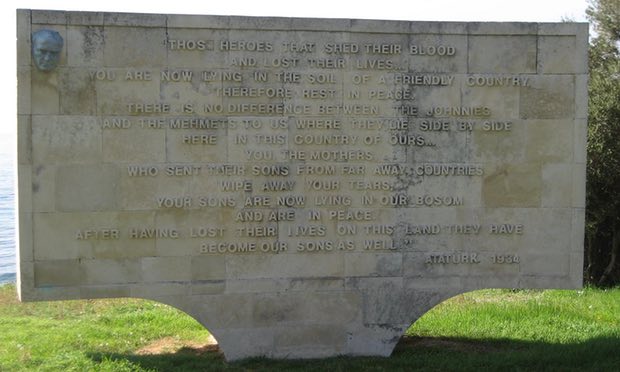 "THOSE HEROES THAT SHED THEIR BLOOD
AND LOST THEIR LIVES...
YOU ARE NOW LYING IN THE SOIL OF A FRIENDLY COUNTRY.
THEREFORE REST IN PEACE.
THERE IS NO DIFFERENCE BETWEEN THE JOHNNIES
AND THE MEHMETS TO US WHERE THEY LIE SIDE BY SIDE
HERE IN THIS COUNTRY OF OURS...
YOU, THE MOTHERS,
WHO SENT THEIR SONS FROM FAR AWAY COUNTRIES
WIPE AWAY YOUR TEARS;
YOUR SONS ARE NOW LYING IN OUR BOSOM
AND ARE IN PEACE.
AFTER HAVING LOST THEIR LIVES ON THIS LAND THEY HAVE
BECOME OUR SONS AS WELL."
ATATURK, 1934